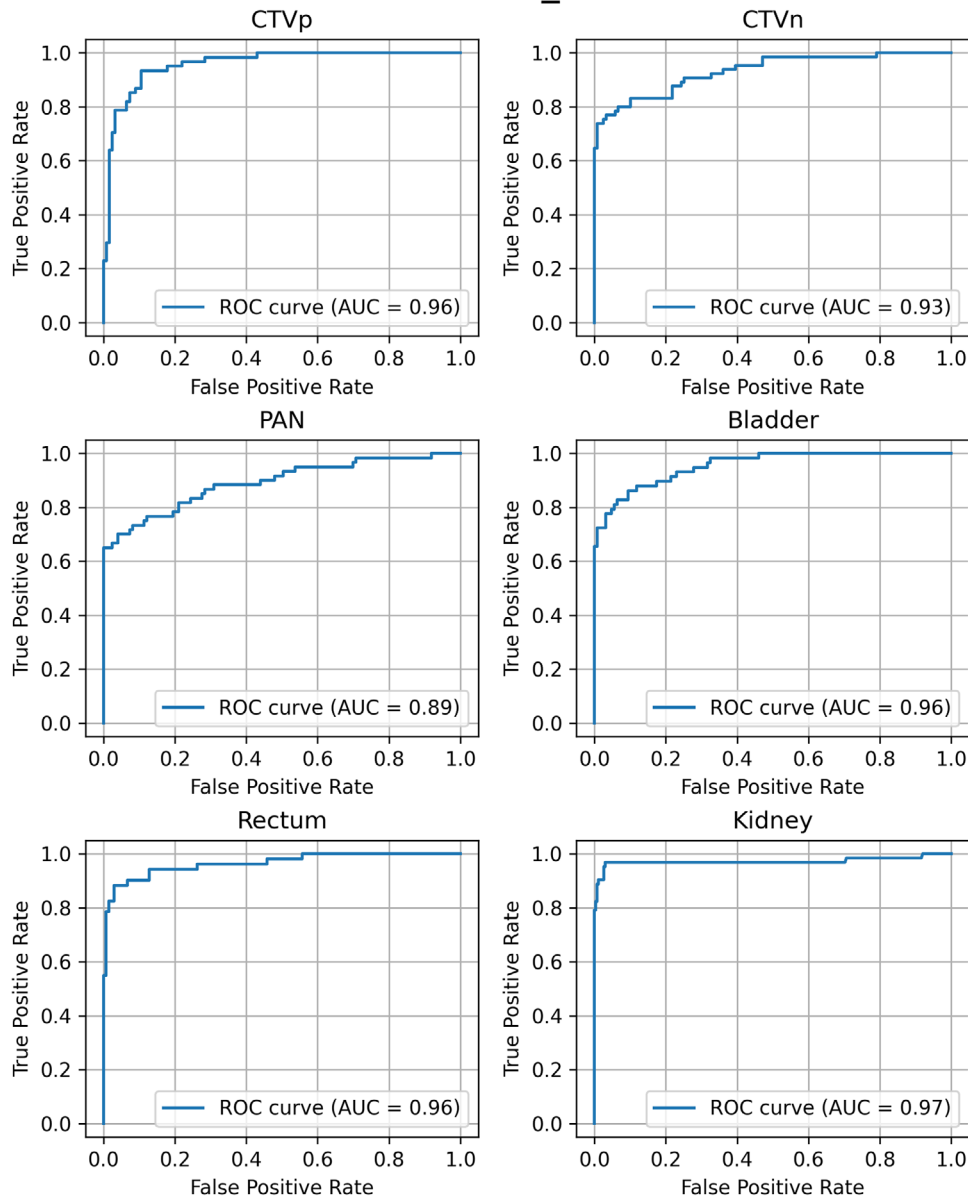 _
CTVp
CTVn
True Positive Rate
1.0
0.8
0.6
0.4
0.2
0.0
ROC curve (AUC = 0.96)
0.0 0.2 0.4 0.6 0.8 1.0
False Positive Rate
True Positive Rate
1.0
0.8
0.6
0.4
0.2
0.0
ROC curve (AUC = 0.93)
0.0 0.2 0.4 0.6 0.8 1.0
False Positive Rate
PAN
Bladder
True Positive Rate
1.0
0.8
0.6
0.4
0.2
0.0
ROC curve (AUC = 0.89)
0.0 0.2 0.4 0.6 0.8 1.0
False Positive Rate
True Positive Rate
1.0
0.8
0.6
0.4
0.2
0.0
ROC curve (AUC = 0.96)
0.0 0.2 0.4 0.6 0.8 1.0
False Positive Rate
Rectum
Kidney
True Positive Rate
1.0
0.8
0.6
0.4
0.2
0.0
ROC curve (AUC = 0.96)
0.0 0.2 0.4 0.6 0.8 1.0
False Positive Rate
True Positive Rate
1.0
0.8
0.6
0.4
0.2
0.0
ROC curve (AUC = 0.97)
0.0 0.2 0.4 0.6 0.8 1.0
False Positive Rate